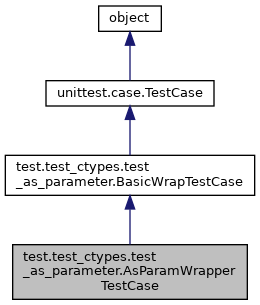 object
unittest.case.TestCase
test.test_ctypes.test
_as_parameter.BasicWrapTestCase
test.test_ctypes.test
_as_parameter.AsParamWrapper
TestCase